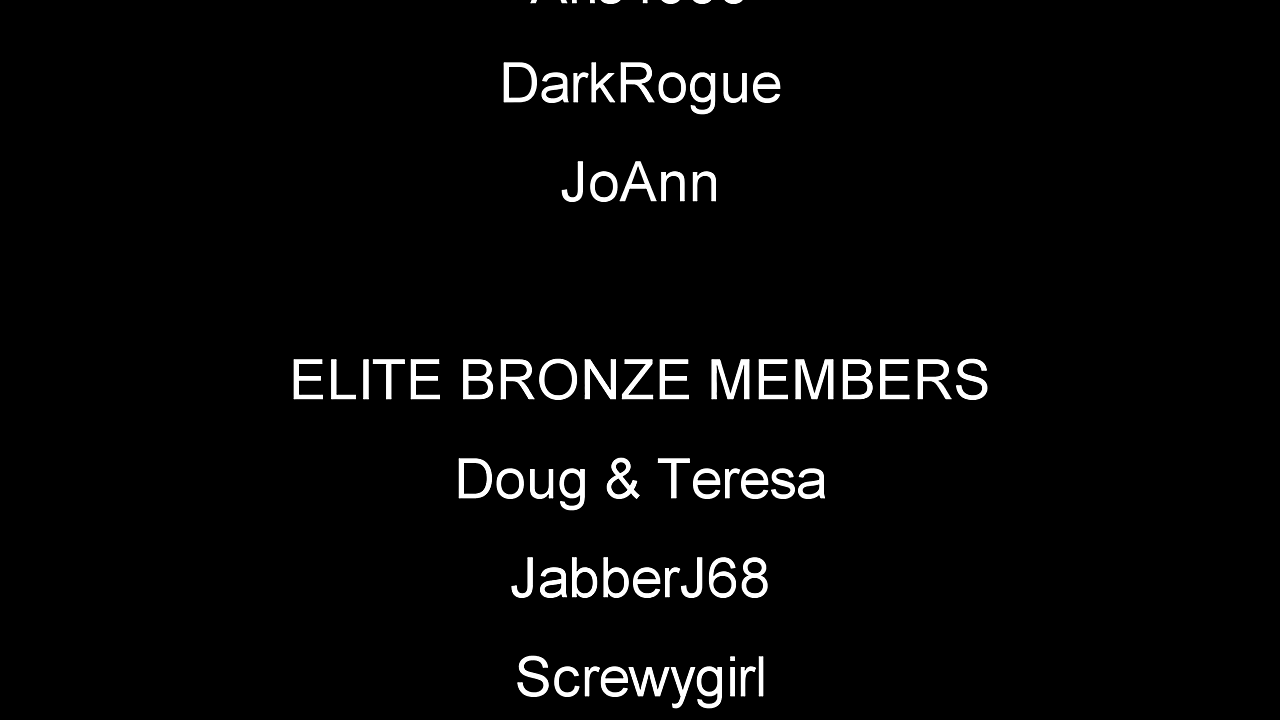 DarkRogue
JoAnn
ELITE BRONZE MEMBERS
Doug & Teresa
JabberJ68
Screwygirl